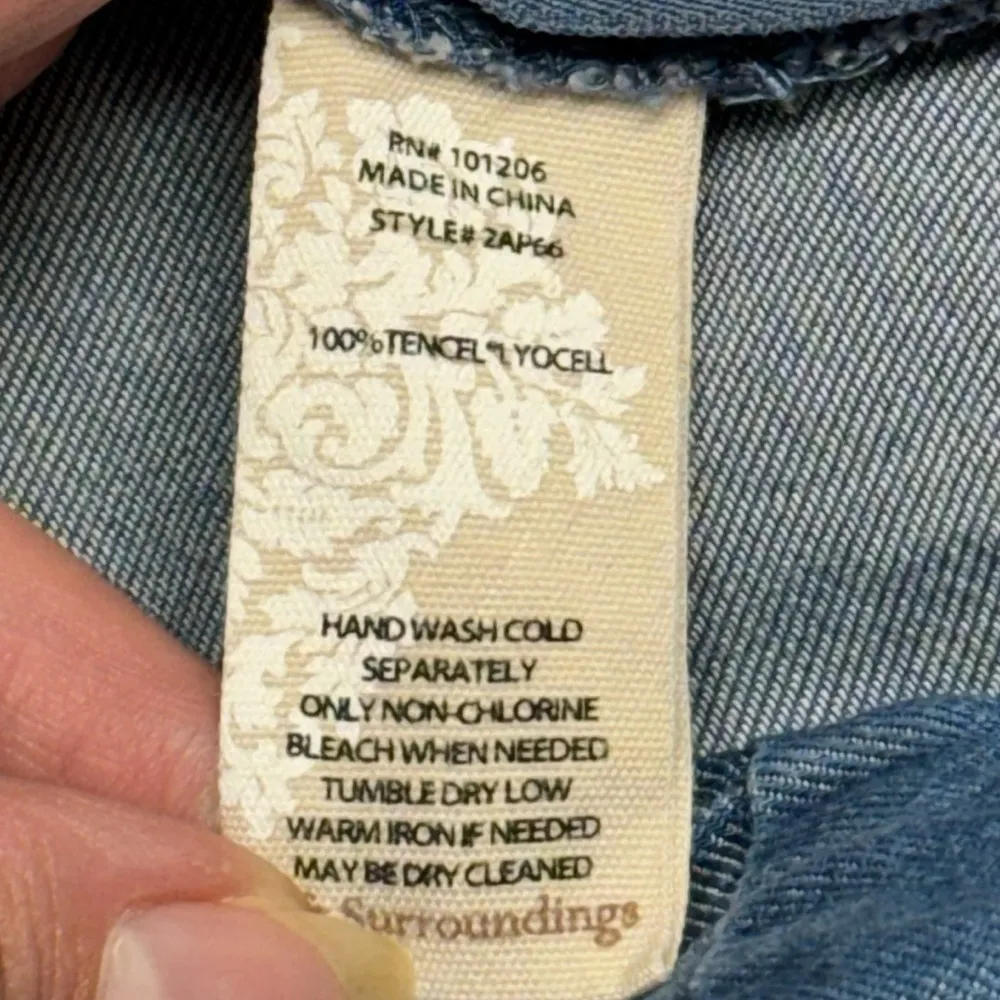 RN# 101206
MADE IN CHINA
STYLE# 2AP66
100%TENCEL®LYOCELL
HAND WASH COLD
SEPARATELY
ONLY NON-CHLORINE
BLEACH WHEN NEEDED
TUMBLE DRY LOW
WARM IRON IF NEEDED
MAY BE DRY CLEANED
& Surroundings